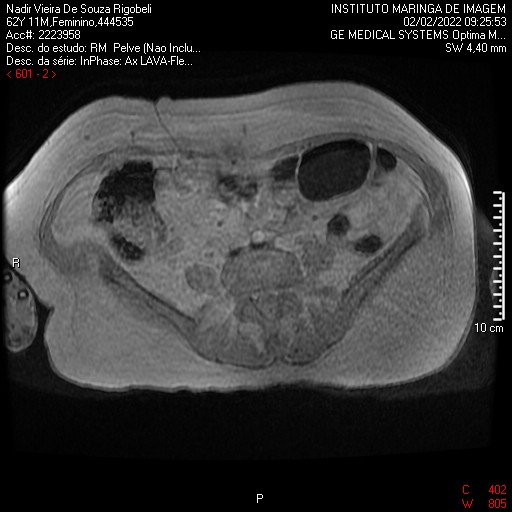 Nadir Vieira De Souza Rigobeli
62Y 11M,Feminino,444535
Acc#: 2223958
Desc. do estudo: RM Pelve (Nao Inclu...
Desc. da série: InPhase: Ax LAVA-Fle...
< 601 - 2 >
INSTITUTO MARINGA DE IMAGEM
02/02/2022 09:25:53
GE MEDICAL SYSTEMS Optima M...
SW 4,40 mm
R
10 cm
P
C 402
W 805